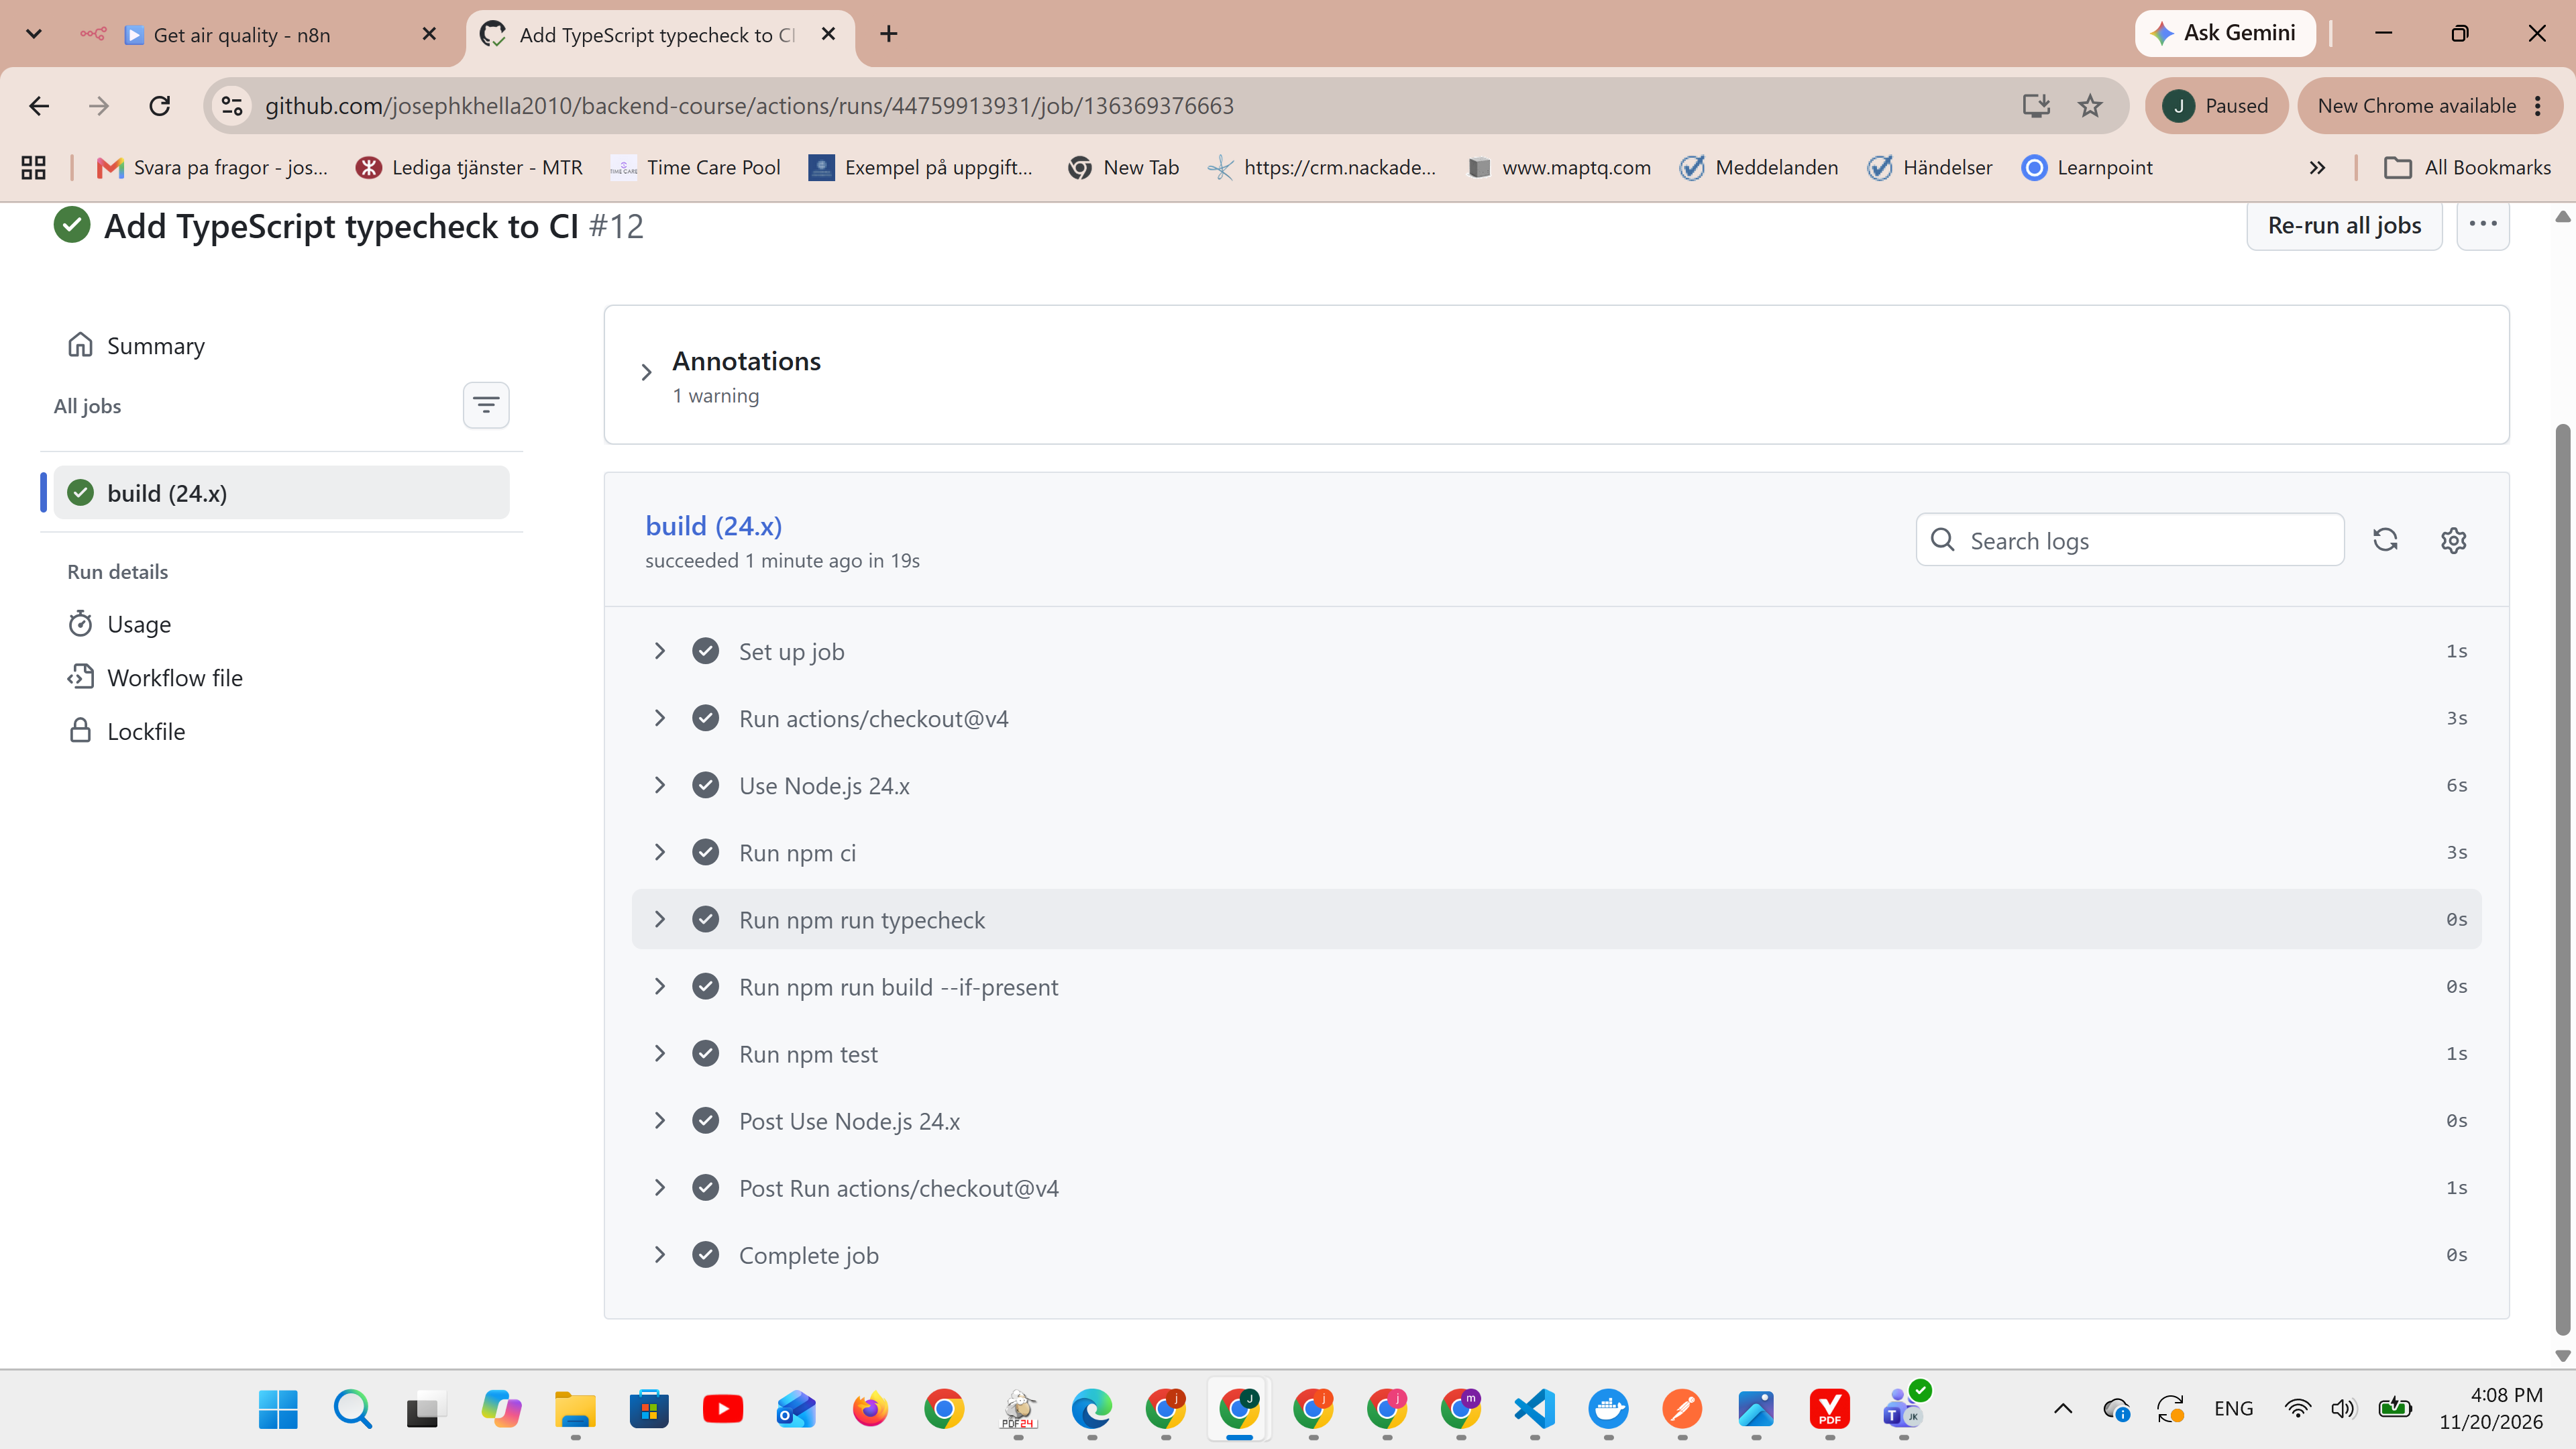 Get air quality - n8n
Add TypeScript typecheck to CI
Ask Gemini
github.com/josephkhella2010/backend-course/actions/runs/44759913931/job/136369376663
J Paused
New Chrome available
Svara pa fragor - jos...
Lediga tjänster - MTR
TIME CARE
Time Care Pool
Exempel på uppgift...
New Tab
https://crm.nackade...
www.maptq.com
Meddelanden
Händelser
Learnpoint
All Bookmarks
Add TypeScript typecheck to CI #12
Re-run all jobs
Summary
All jobs
build (24.x)
Run details
Usage
Workflow file
Lockfile
Annotations
1 warning
build (24.x)
succeeded 1 minute ago in 19s
Search logs
Set up job 1s
Run actions/checkout@v4 3s
Use Node.js 24.x 6s
Run npm ci 3s
Run npm run typecheck 0s
Run npm run build --if-present 0s
Run npm test 1s
Post Use Node.js 24.x 0s
Post Run actions/checkout@v4 1s
Complete job 0s
PDF24
j
J
j
j
m
PDF
T JK
ENG
4:08 PM
11/20/2026